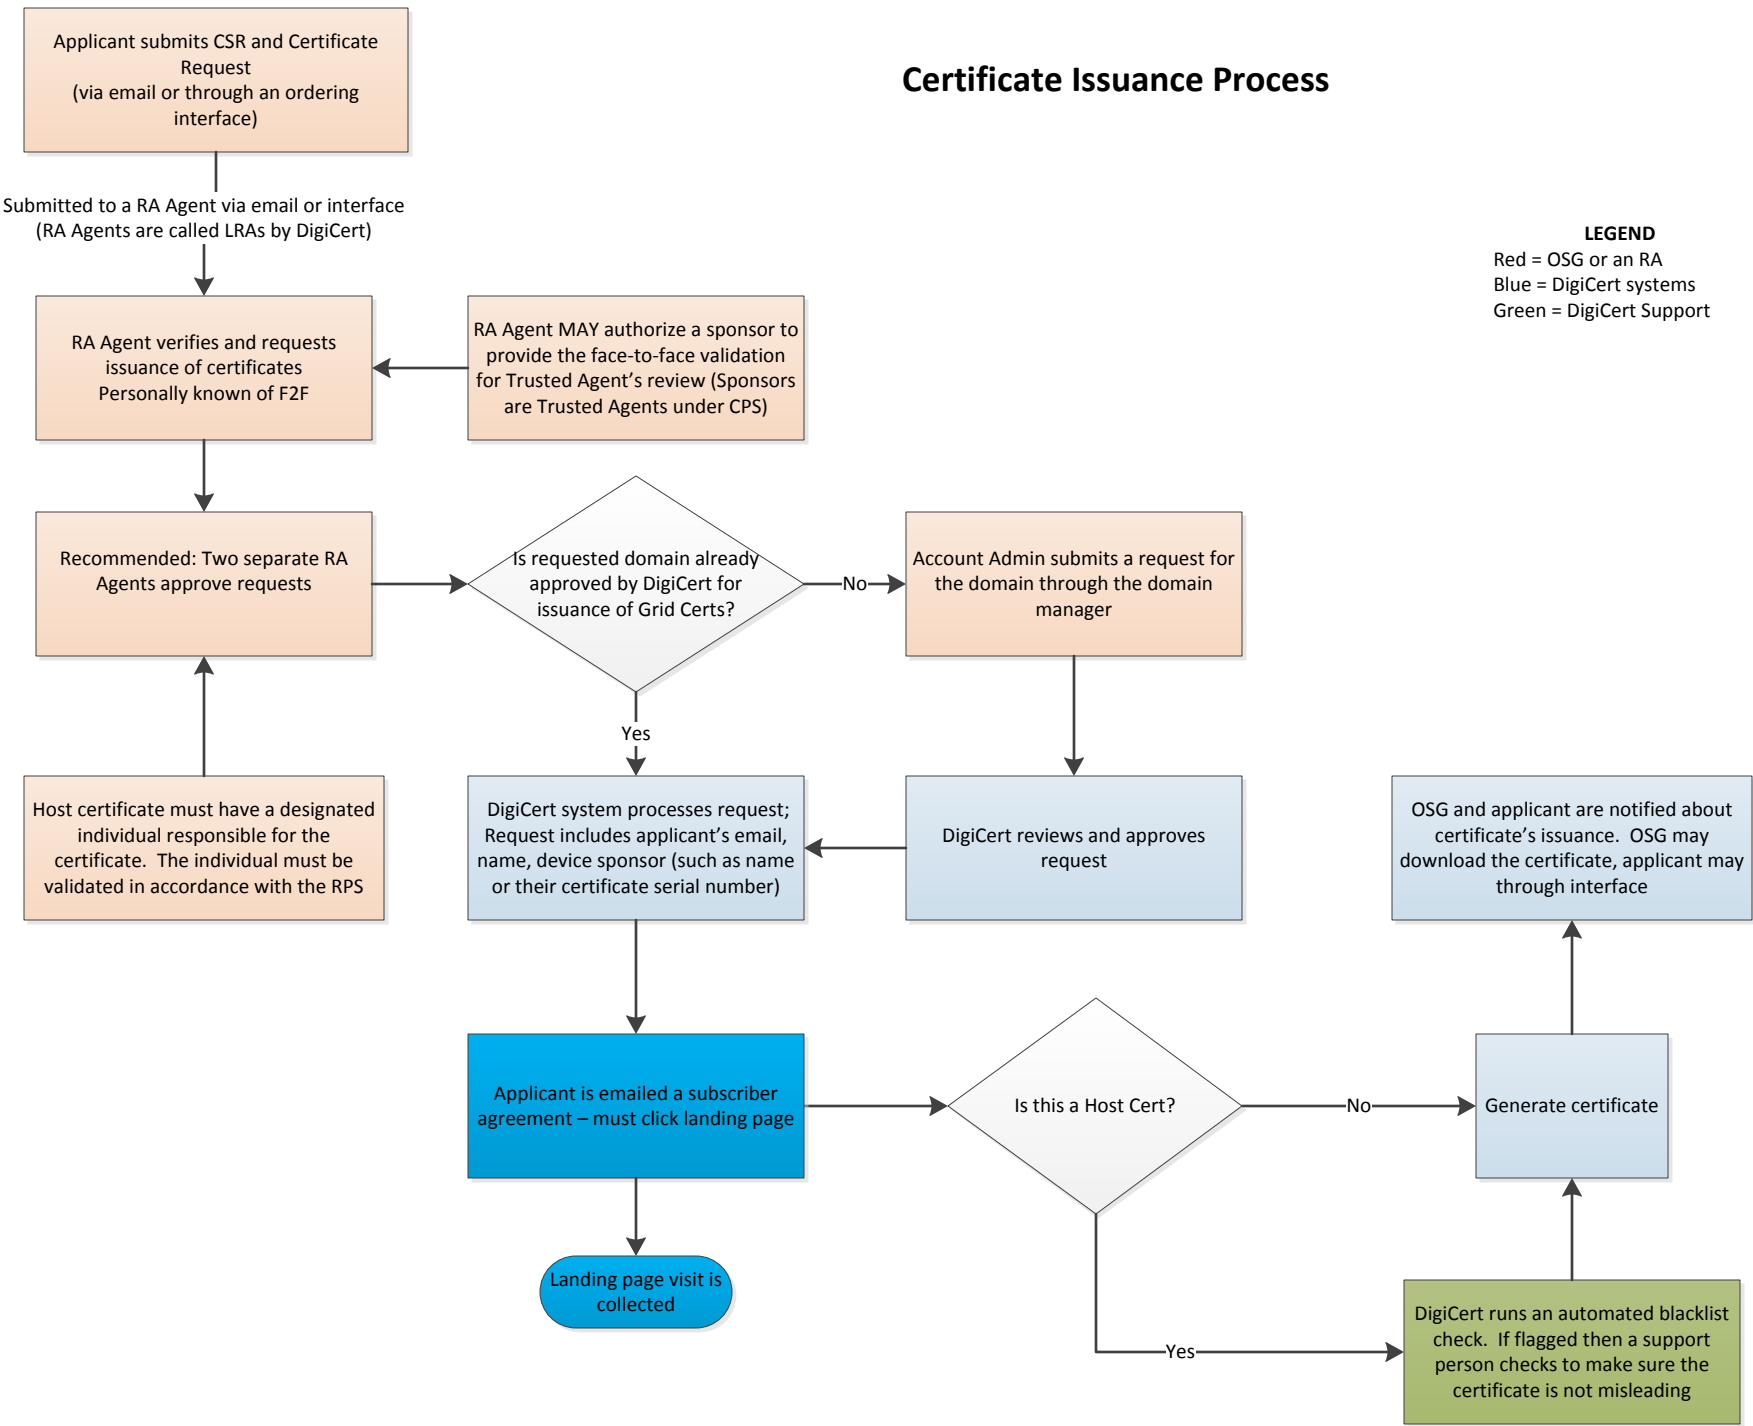 Certificate Issuance Process
Applicant submits CSR and Certificate
Request
(via email or through an ordering
interface)
Submitted to a RA Agent via email or interface
(RA Agents are called LRAs by DigiCert)
LEGEND
Red = OSG or an RA
Blue = DigiCert systems
Green = DigiCert Support
RA Agent verifies and requests
issuance of certificates
Personally known of F2F
RA Agent MAY authorize a sponsor to
provide the face-to-face validation
for Trusted Agent’s review (Sponsors
are Trusted Agents under CPS)
Recommended: Two separate RA
Agents approve requests
Is requested domain already
approved by DigiCert for
issuance of Grid Certs?
No
Account Admin submits a request for
the domain through the domain
manager
Yes
Host certificate must have a designated
individual responsible for the
certificate.  The individual must be
validated in accordance with the RPS
DigiCert system processes request;
Request includes applicant’s email,
name, device sponsor (such as name
or their certificate serial number)
DigiCert reviews and approves
request
OSG and applicant are notified about
certificate’s issuance.  OSG may
download the certificate, applicant may
through interface
Applicant is emailed a subscriber
agreement – must click landing page
Is this a Host Cert?
No
Generate certificate
Landing page visit is
collected
Yes
DigiCert runs an automated blacklist
check.  If flagged then a support
person checks to make sure the
certificate is not misleading